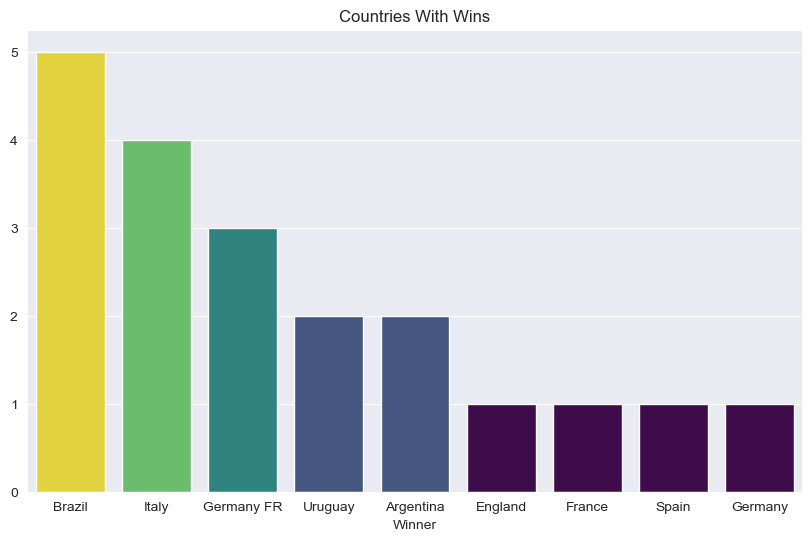 Countries With Wins
5
4
3
2
1
0
Brazil Italy Germany FR Uruguay Argentina England France Spain Germany
Winner